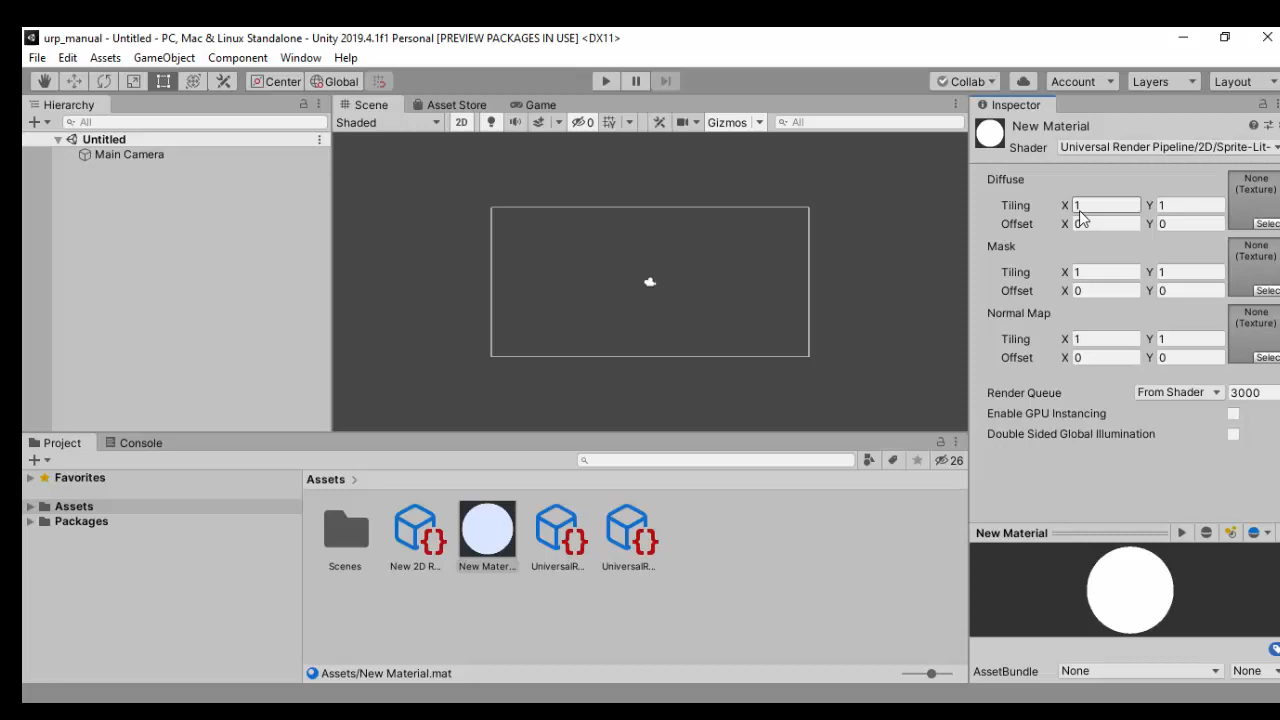 urp_manual - Untitled - PC, Mac & Linux Standalone - Unity 2019.4.1f1 Personal [PREVIEW PACKAGES IN USE] <DX11>
File Edit Assets GameObject Component Window Help
Center Global Collab Account Layers Layout
Hierarchy Scene Asset Store Game Inspector
All Shaded 2D 0 Gizmos All
New Material
Shader Universal Render Pipeline/2D/Sprite-Lit-
Untitled
Main Camera
Diffuse None (Texture)
Tiling X 1 Y 1
Offset X 0 Y 0 Selec
Mask None (Texture)
Tiling X 1 Y 1
Offset X 0 Y 0 Selec
Normal Map None (Texture)
Tiling X 1 Y 1
Offset X 0 Y 0 Selec
Render Queue From Shader 3000
Enable GPU Instancing
Double Sided Global Illumination
Project Console
26
Favorites
Assets
Packages
Assets
Scenes New 2D R... New Mater... UniversalR... UniversalR...
Assets/New Material.mat
New Material
AssetBundle None None